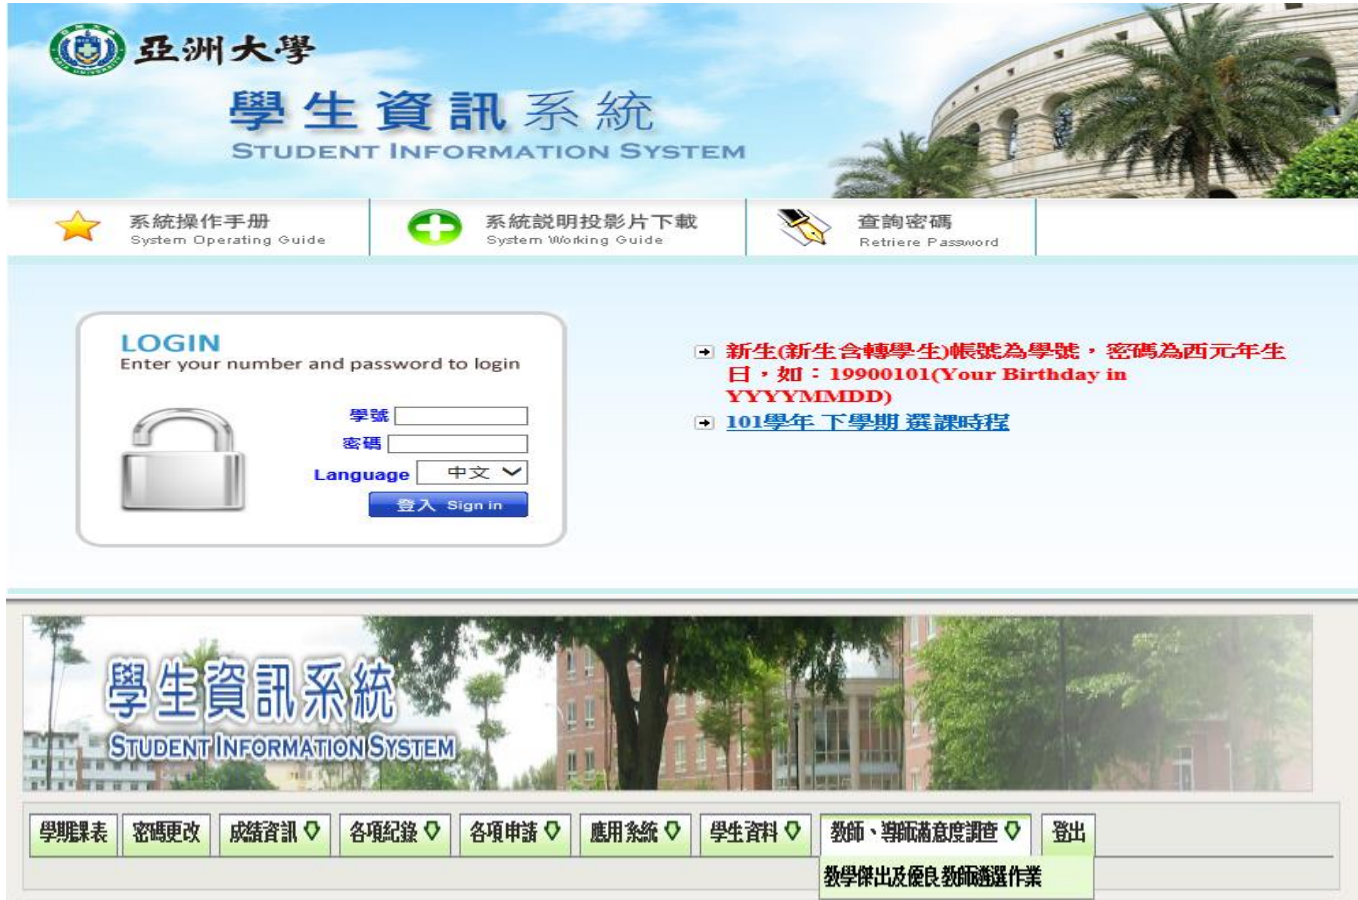 亞洲大學
學生資訊系統
STUDENT INFORMATION SYSTEM
系統操作手册
System Operating Guide
系統説明投影片下載
System Working Guide
查詢密碼
Retriere Password
LOGIN
Enter your number and password to login
學號
密碼
Language 中文
登入 Sign in
新生(新生含轉學生)帳號為學號，密碼為西元年生
日，如：19900101(Your Birthday in
YYYYMMDD)
101學年 下學期 選課時程
學生資訊系統
STUDENT INFORMATION SYSTEM
學期課表 密碼更改 成績資訊 各項紀錄 各項申請 應用系統 學生資料 教師、導師滿意度調查 登出
教學傑出及優良教師遴選作業